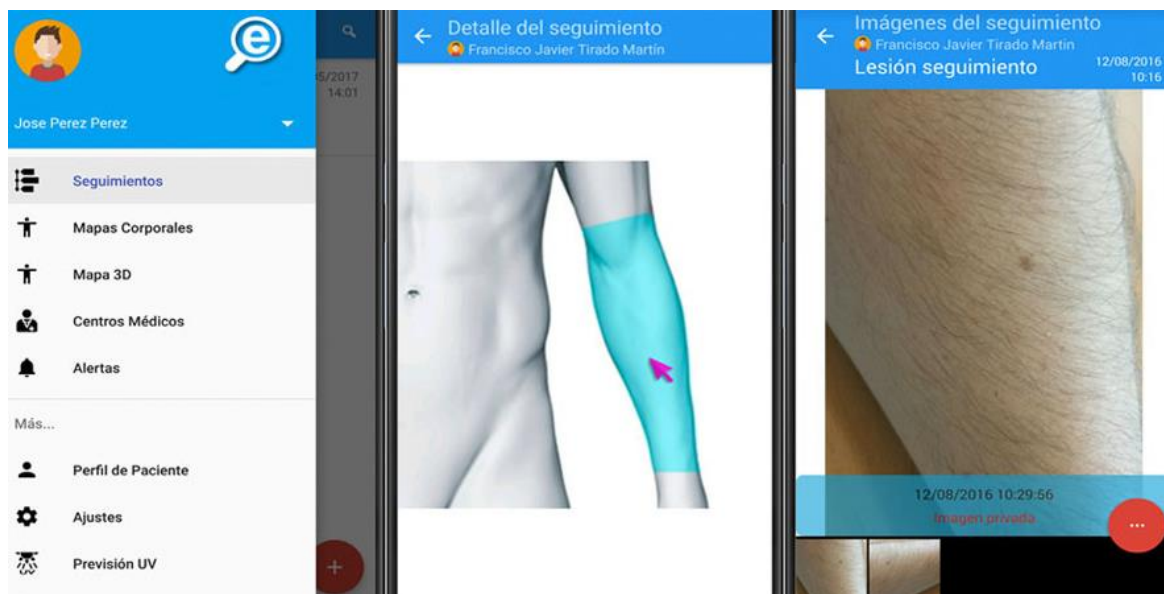 e
Jose Perez Perez
Seguimientos
Mapas Corporales
Mapa 3D
Centros Médicos
Alertas
Más...
Perfil de Paciente
Ajustes
Previsión UV
5/2017
14:01
+
Detalle del seguimiento
Francisco Javier Tirado Martín
Imágenes del seguimiento
Francisco Javier Tirado Martin
Lesión seguimiento
12/08/2016
10:16
12/08/2016 10:29:56
Imagen privada
...